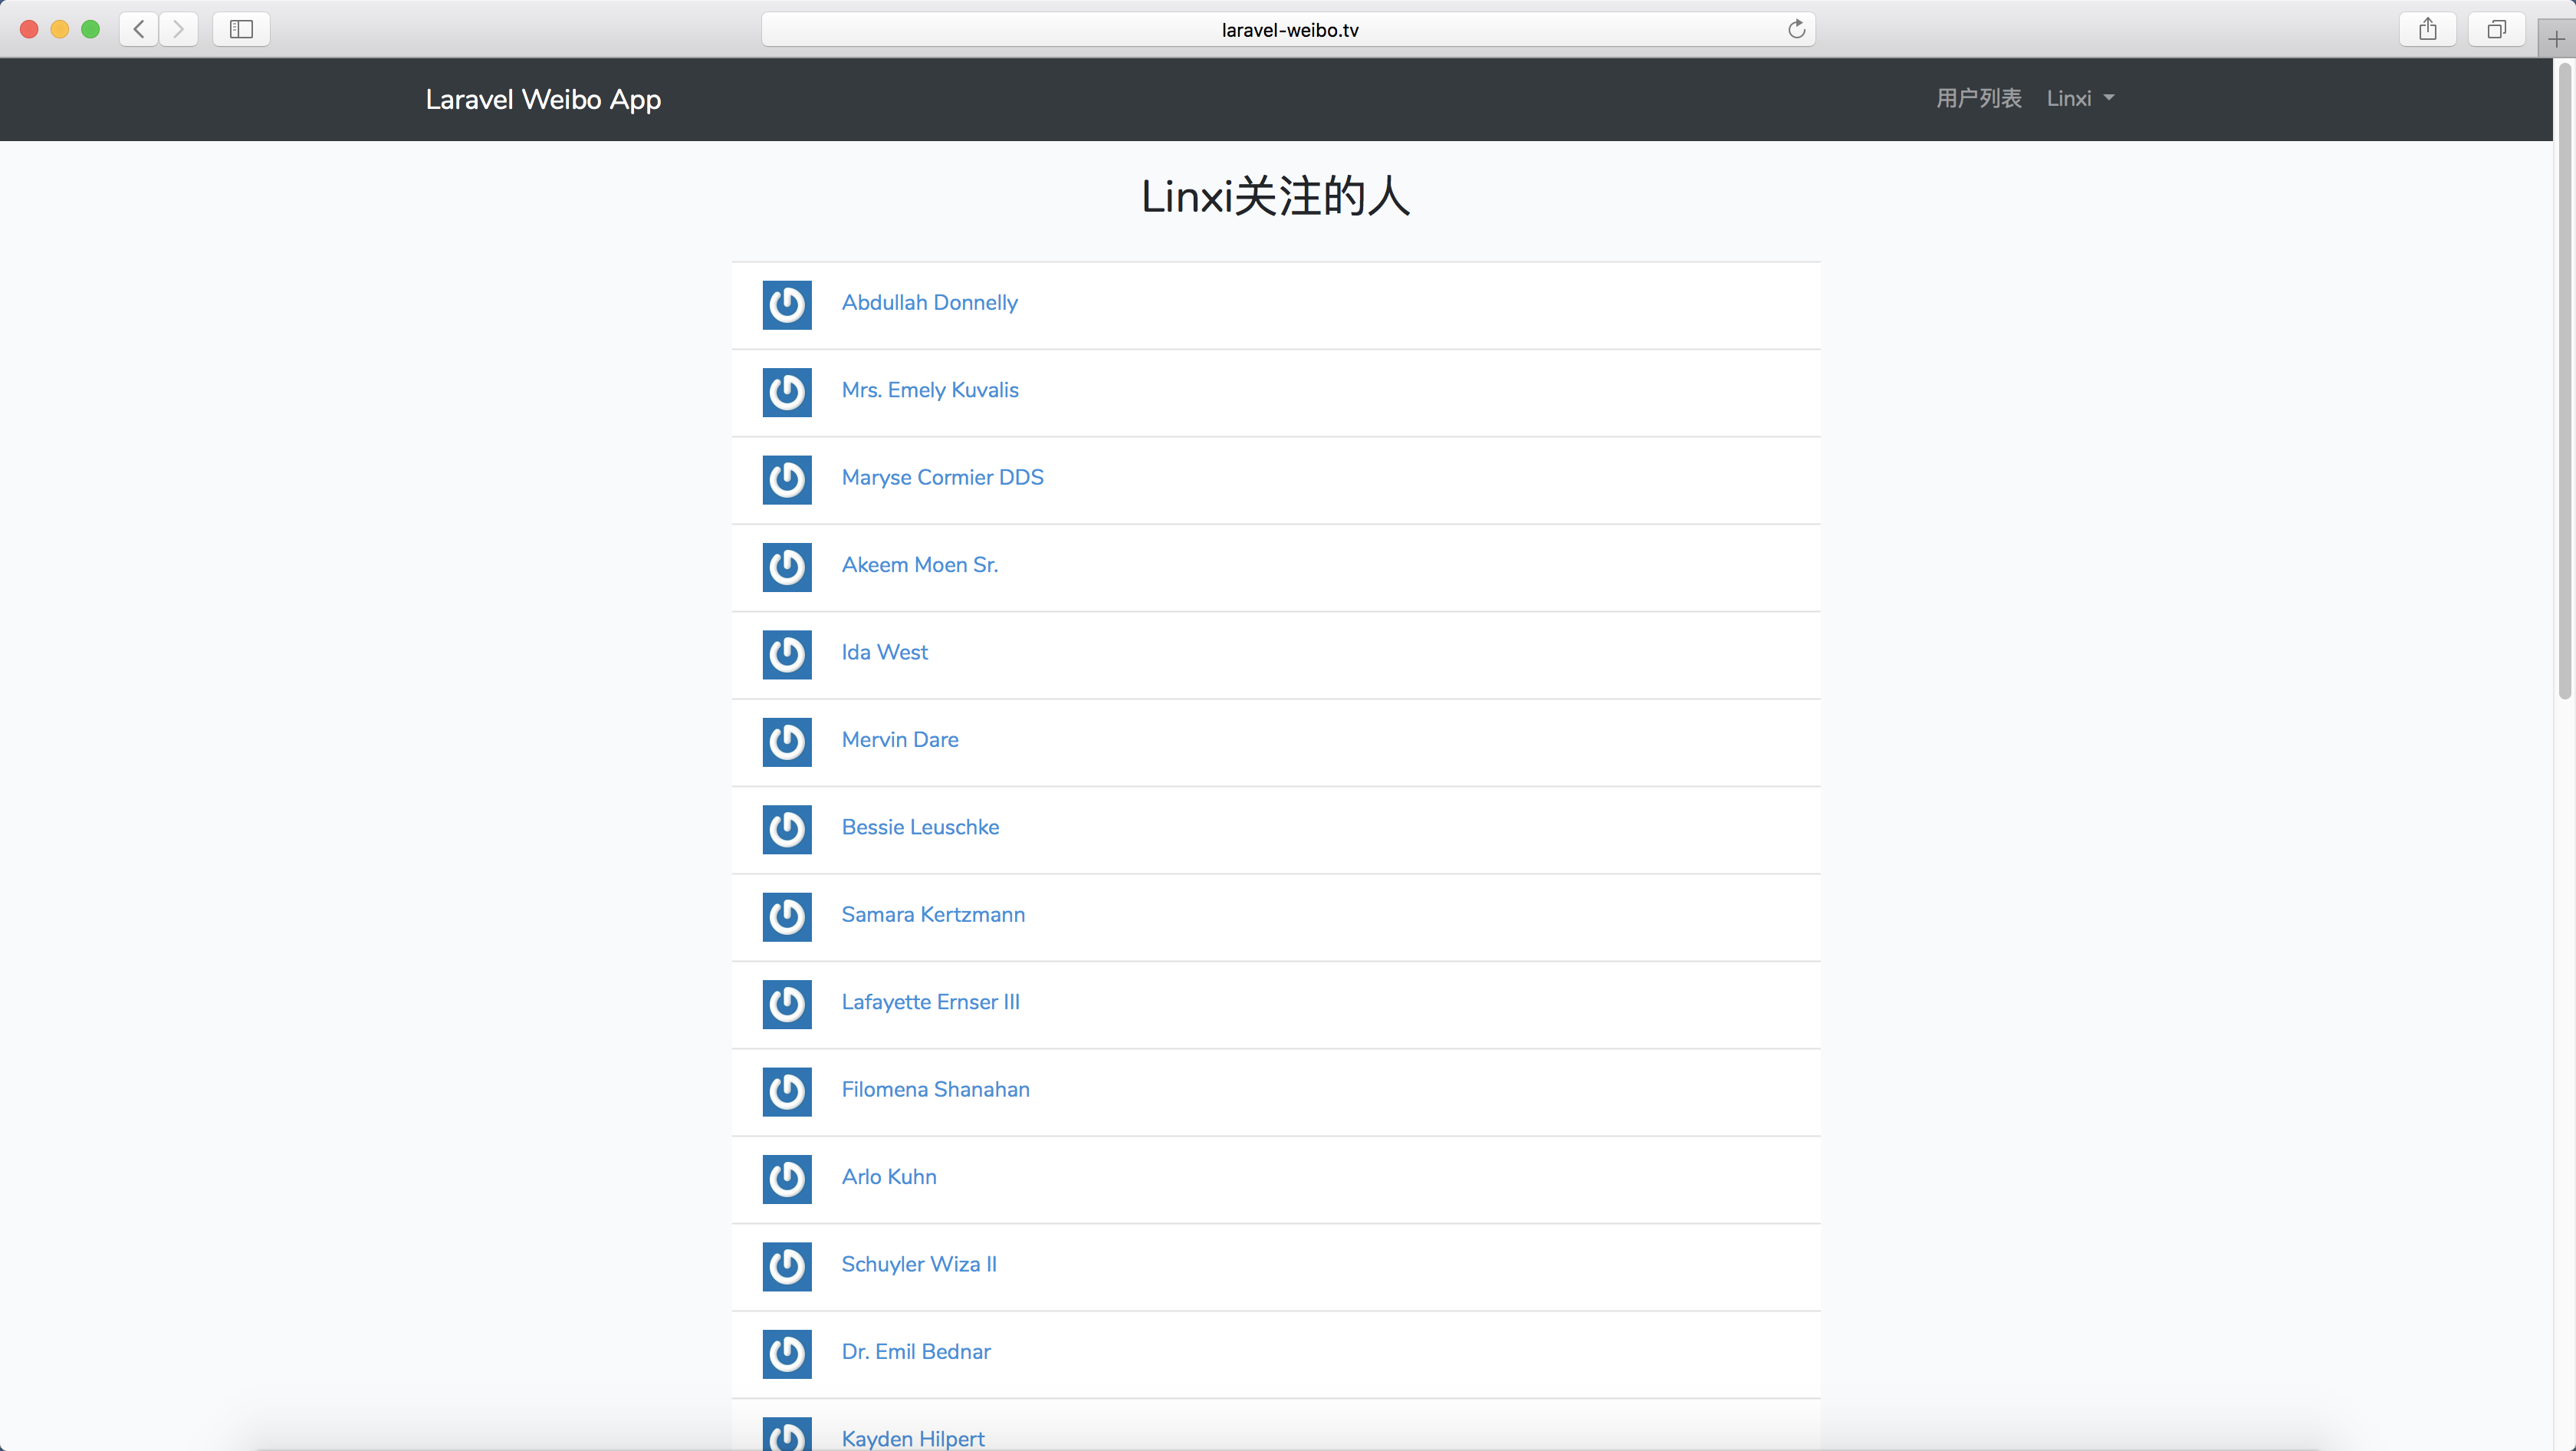 laravel-weibo.tv
Laravel Weibo App
用户列表
Linxi
Linxi关注的人
Abdullah Donnelly
Mrs. Emely Kuvalis
Maryse Cormier DDS
Akeem Moen Sr.
Ida West
Mervin Dare
Bessie Leuschke
Samara Kertzmann
Lafayette Ernser III
Filomena Shanahan
Arlo Kuhn
Schuyler Wiza II
Dr. Emil Bednar
Kayden Hilpert